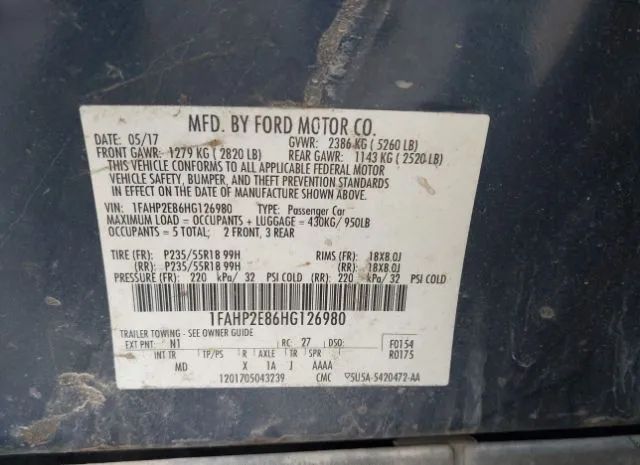 MFD. BY FORD MOTOR CO.
DATE: 05/17 GVWR: 2386 KG ( 5260 LB)
FRONT GAWR: 1279 KG ( 2820 LB) REAR GAWR: 1143 KG ( 2520 LB)
THIS VEHICLE CONFORMS TO ALL APPLICABLE FEDERAL MOTOR
VEHICLE SAFETY, BUMPER, AND THEFT PREVENTION STANDARDS
IN EFFECT ON THE DATE OF MANUFACTURE SHOWN ABOVE.
VIN: 1FAHP2E86HG126980 TYPE: Passenger Car
MAXIMUM LOAD = OCCUPANTS + LUGGAGE = 430KG/ 950LB
OCCUPANTS = 5 TOTAL; 2 FRONT, 3 REAR
TIRE (FR): P235/55R18 99H RIMS (FR): 18X8.0J
(RR): P235/55R18 99H (RR): 18X8.0J
PRESSURE (FR): 220 kPa/ 32 PSI COLD (RR): 220 kPa/ 32 PSI COLD
1FAHP2E86HG126980
TRAILER TOWING - SEE OWNER GUIDE
EXT PNT: N1 RC: 27 DSO: F0154
INT TR TP/PS R AXLE TR SPR R0175
MD X 1A J AAAA
1201705043239 CMC 5U5A-5420472-AA